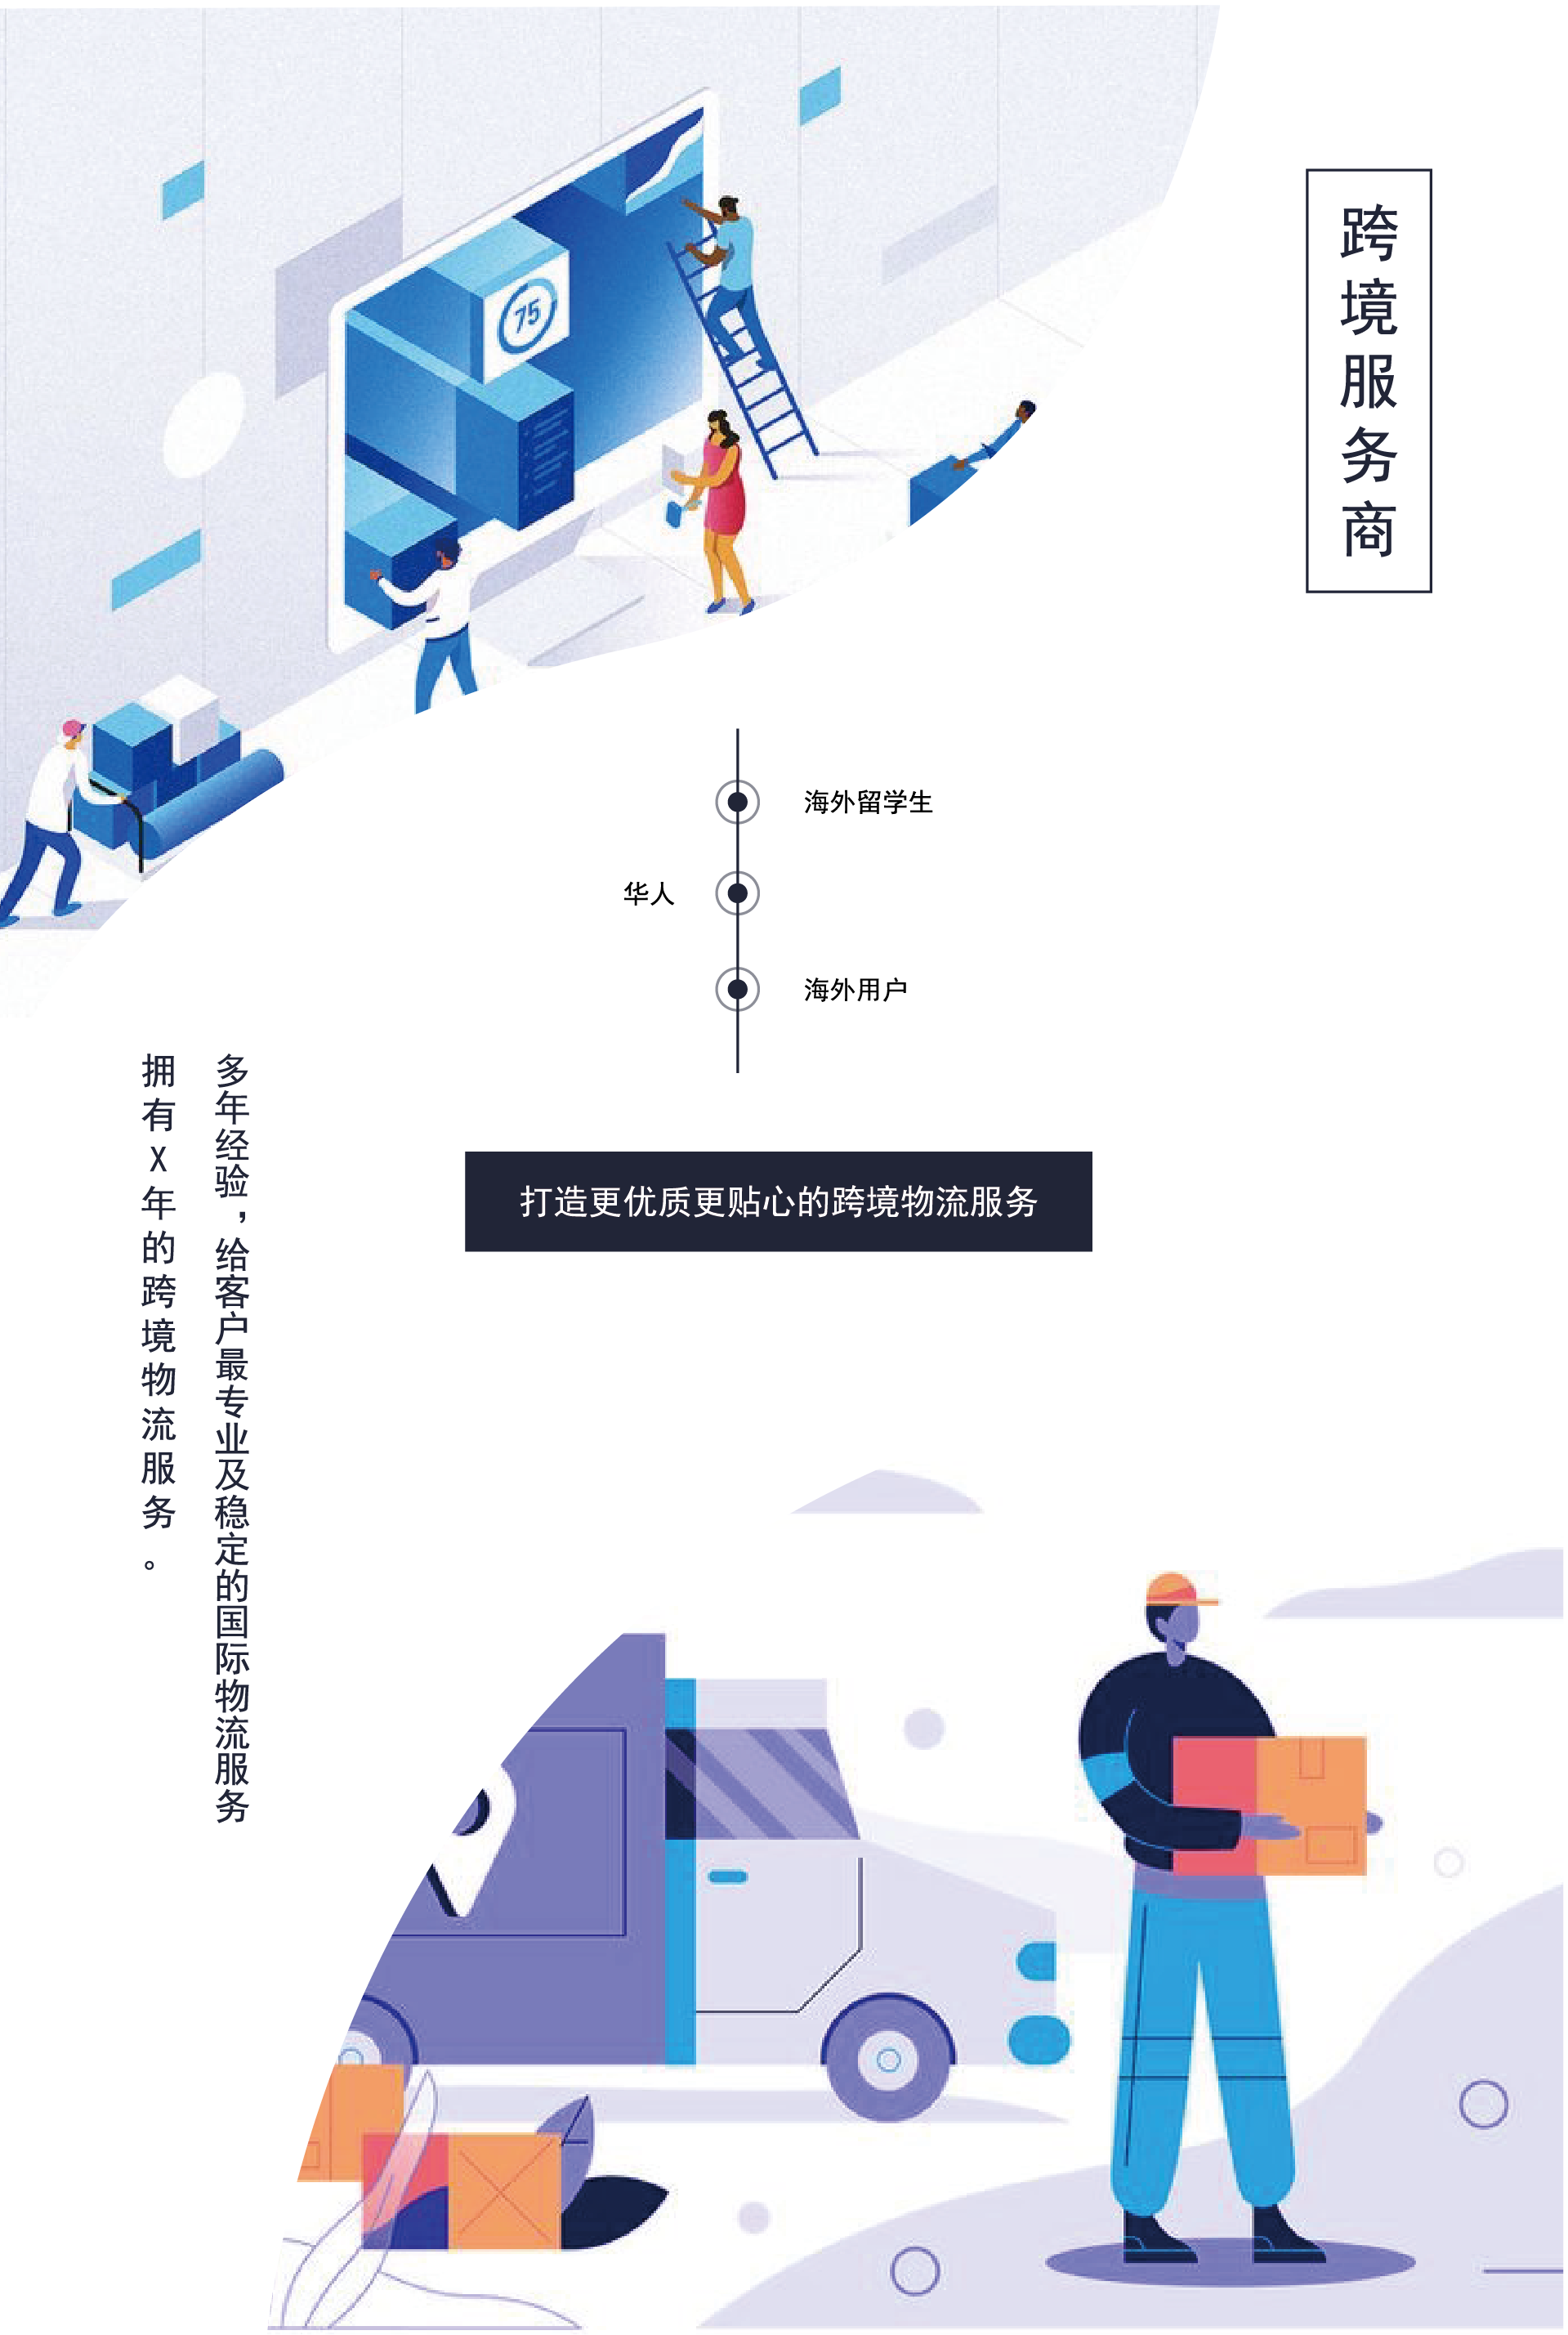 跨境服务商
75
海外留学生
华人
海外用户
多年经验，给客户最专业及稳定的国际物流服务
拥有X年的跨境物流服务。
打造更优质更贴心的跨境物流服务